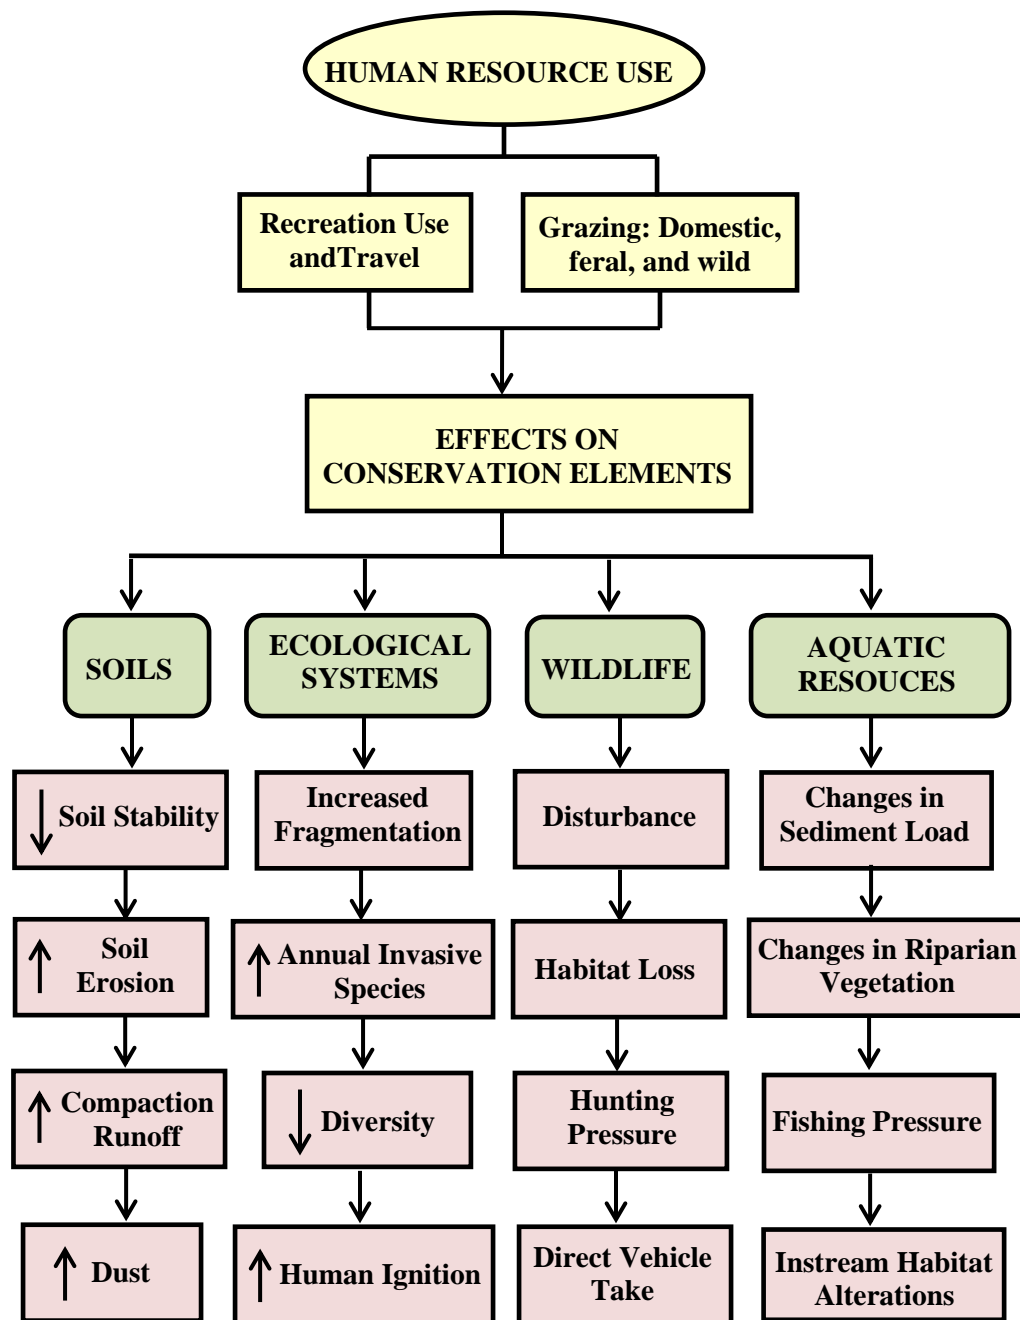 HUMAN RESOURCE USE
Recreation Use
andTravel
Grazing: Domestic,
feral, and wild
EFFECTS ON
CONSERVATION ELEMENTS
SOILS
ECOLOGICAL
SYSTEMS
WILDLIFE
AQUATIC
RESOUCES
Soil Stability
Increased
Fragmentation
Disturbance
Changes in
Sediment Load
Soil
Erosion
Annual Invasive
Species
Habitat Loss
Changes in Riparian
Vegetation
Compaction
Runoff
Diversity
Hunting
Pressure
Fishing Pressure
Dust
Human Ignition
Direct Vehicle
Take
Instream Habitat
Alterations